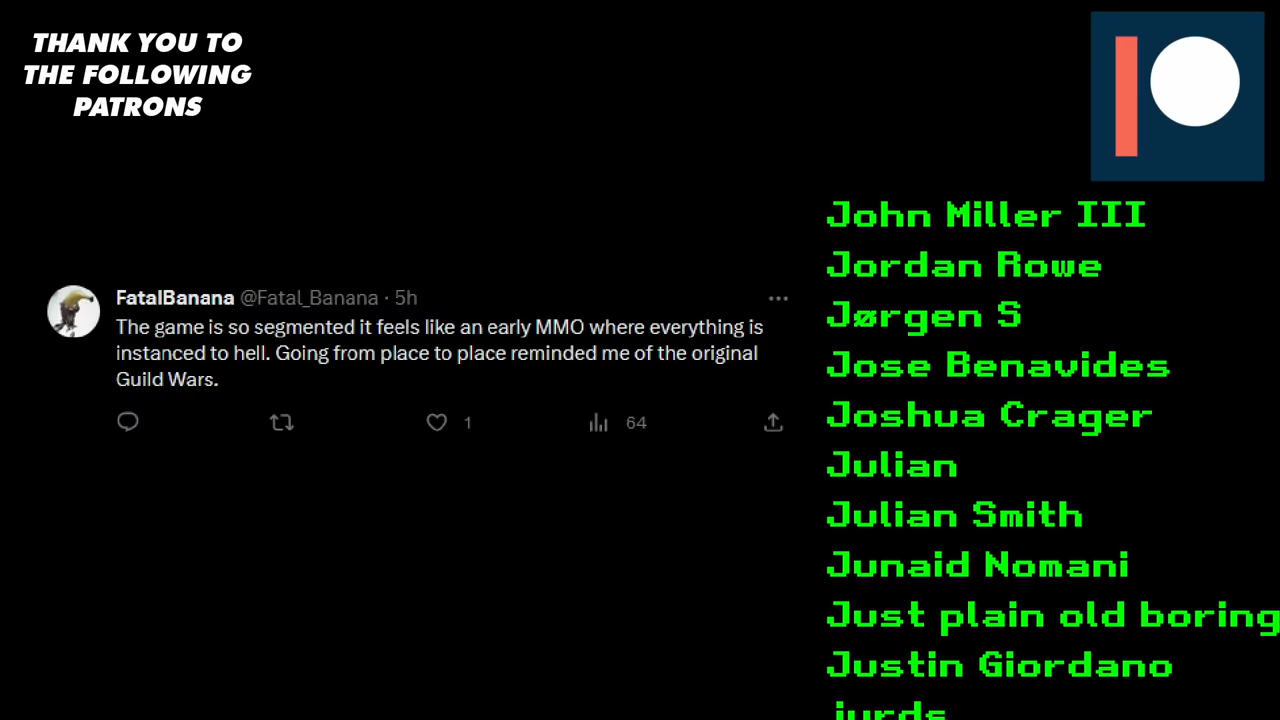 THANK YOU TO
THE FOLLOWING
PATRONS
FatalBanana @Fatal_Banana · 5h
The game is so segmented it feels like an early MMO where everything is
instanced to hell. Going from place to place reminded me of the original
Guild Wars.
1
64
John Miller III
Jordan Rowe
Jørgen S
Jose Benavides
Joshua Crager
Julian
Julian Smith
Junaid Nomani
Just plain old boring
Justin Giordano
jurds